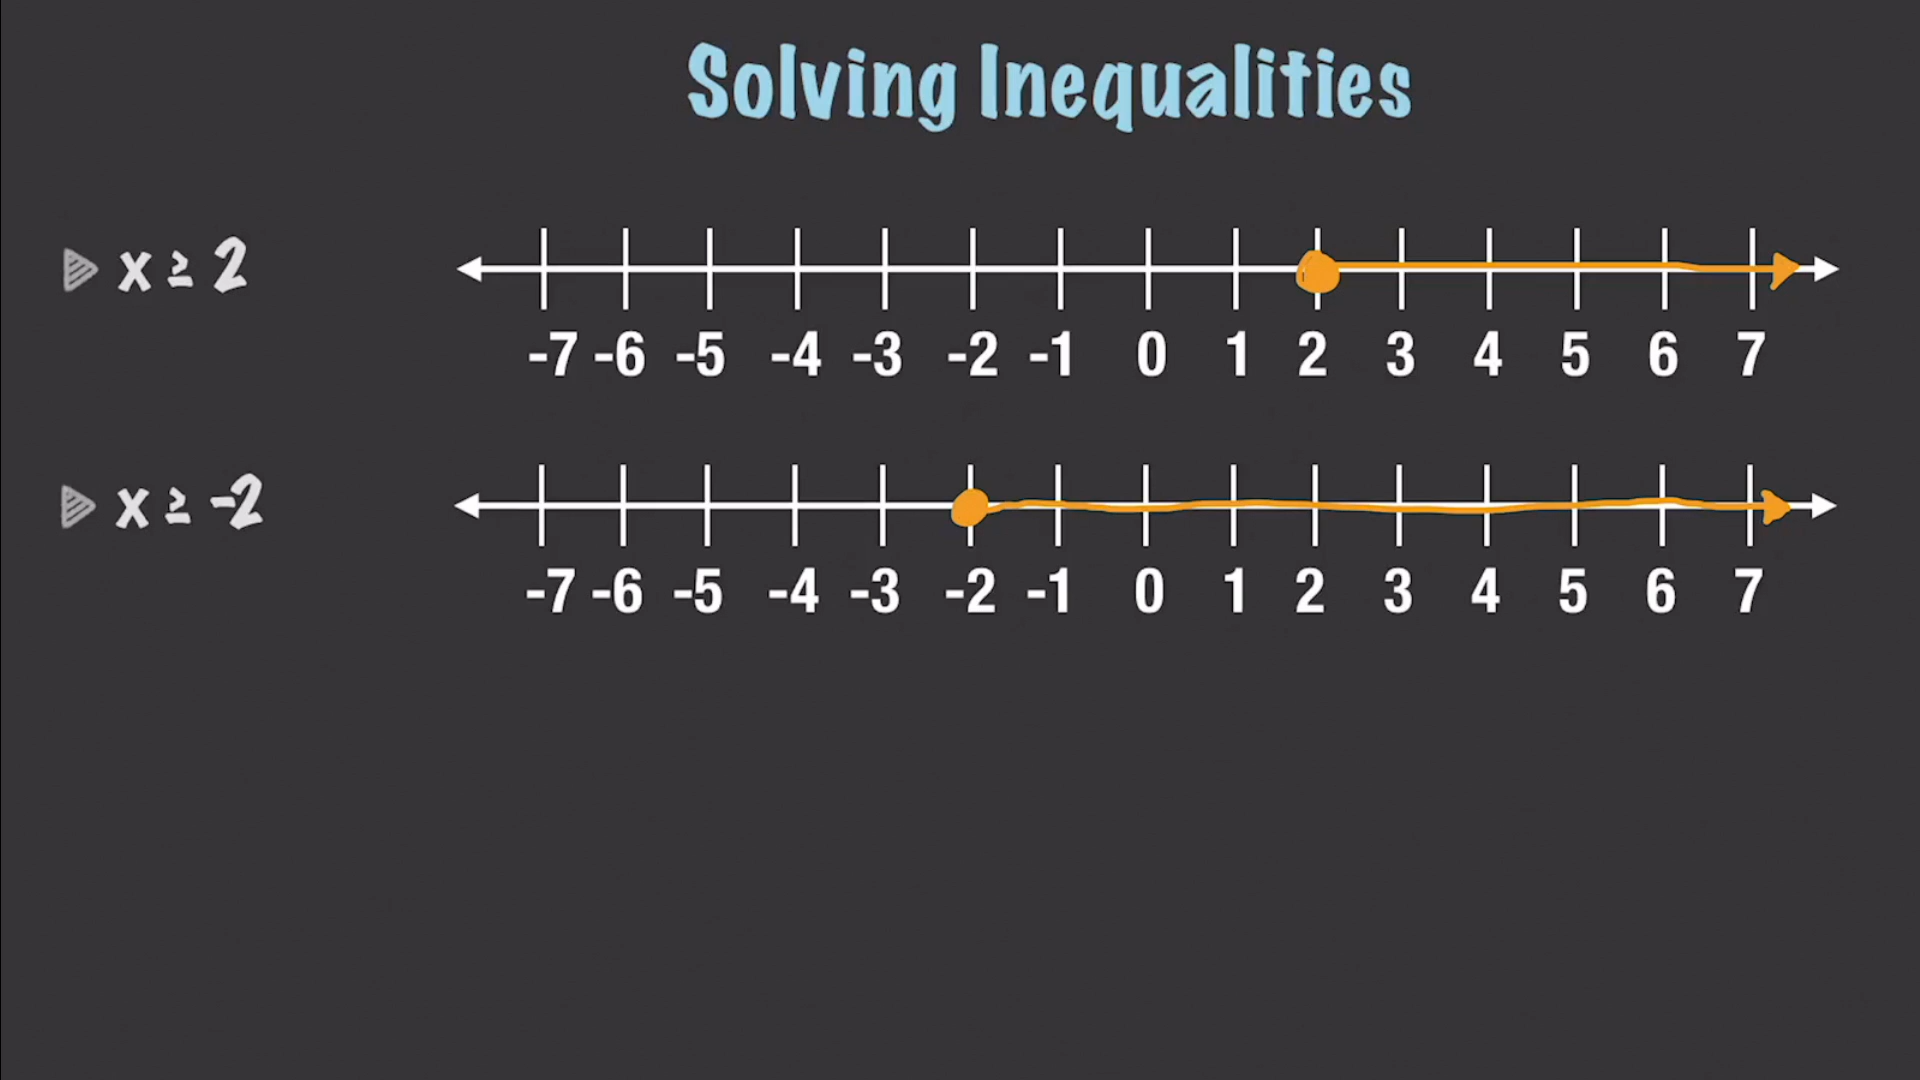 Solving Inequalities
x ≥ 2
-7 -6 -5 -4 -3 -2 -1 0 1 2 3 4 5 6 7
x ≥ -2
-7 -6 -5 -4 -3 -2 -1 0 1 2 3 4 5 6 7